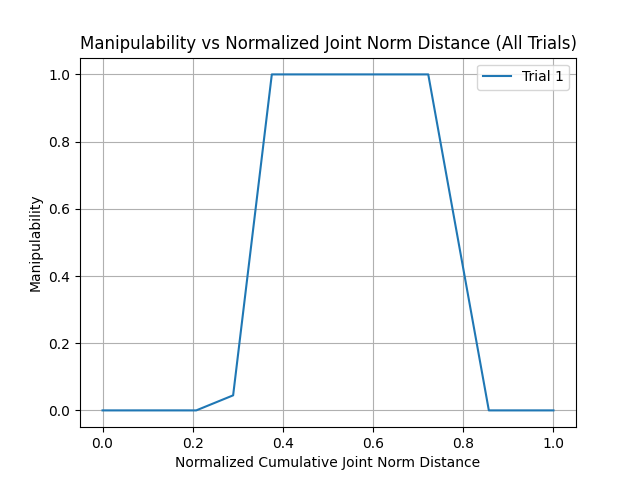 Manipulability vs Normalized Joint Norm Distance (All Trials)
Trial 1
Manipulability
1.0
0.8
0.6
0.4
0.2
0.0
0.0 0.2 0.4 0.6 0.8 1.0
Normalized Cumulative Joint Norm Distance